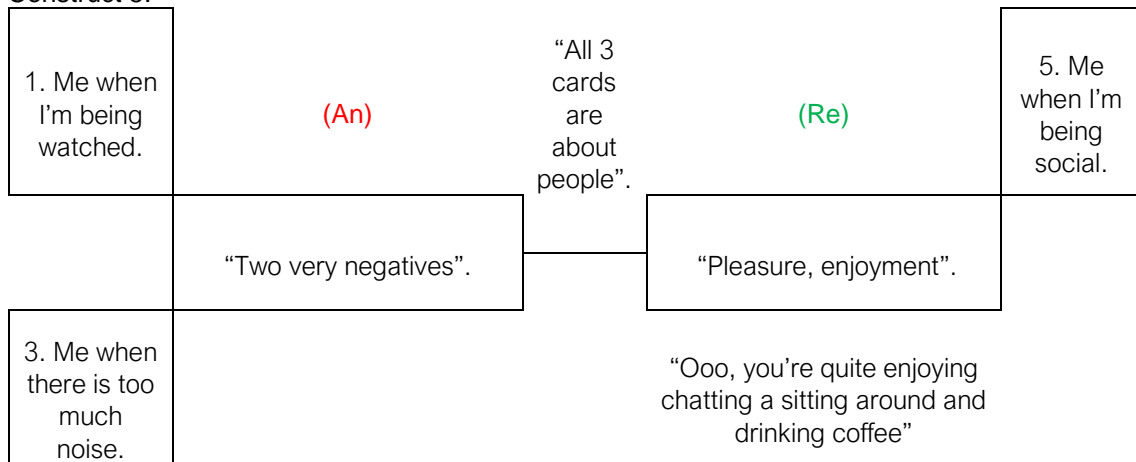 1. Me when
I’m being
watched.
(An)
“All 3
cards
are
about
people”.
(Re)
5. Me
when I’m
being
social.
“Two very negatives”.
“Pleasure, enjoyment”.
3. Me when
there is too
much
noise.
“Ooo, you’re quite enjoying
chatting a sitting around and
drinking coffee”